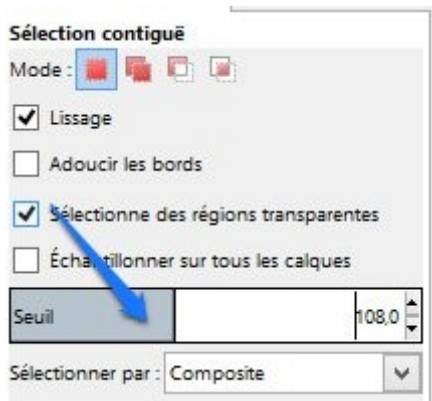 Sélection contiguë
Mode :
Lissage
Adoucir les bords
Sélectionne des régions transparentes
Échantillonner sur tous les calques
Seuil 108,0
Sélectionner par : Composite